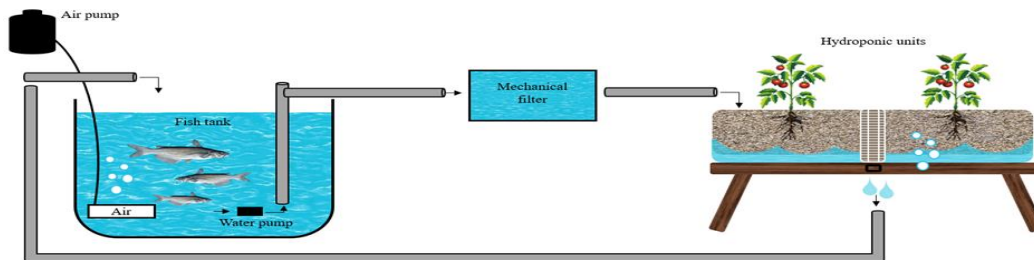 Air pump
Hydroponic units
Mechanical
filter
Fish tank
Air
Water pump